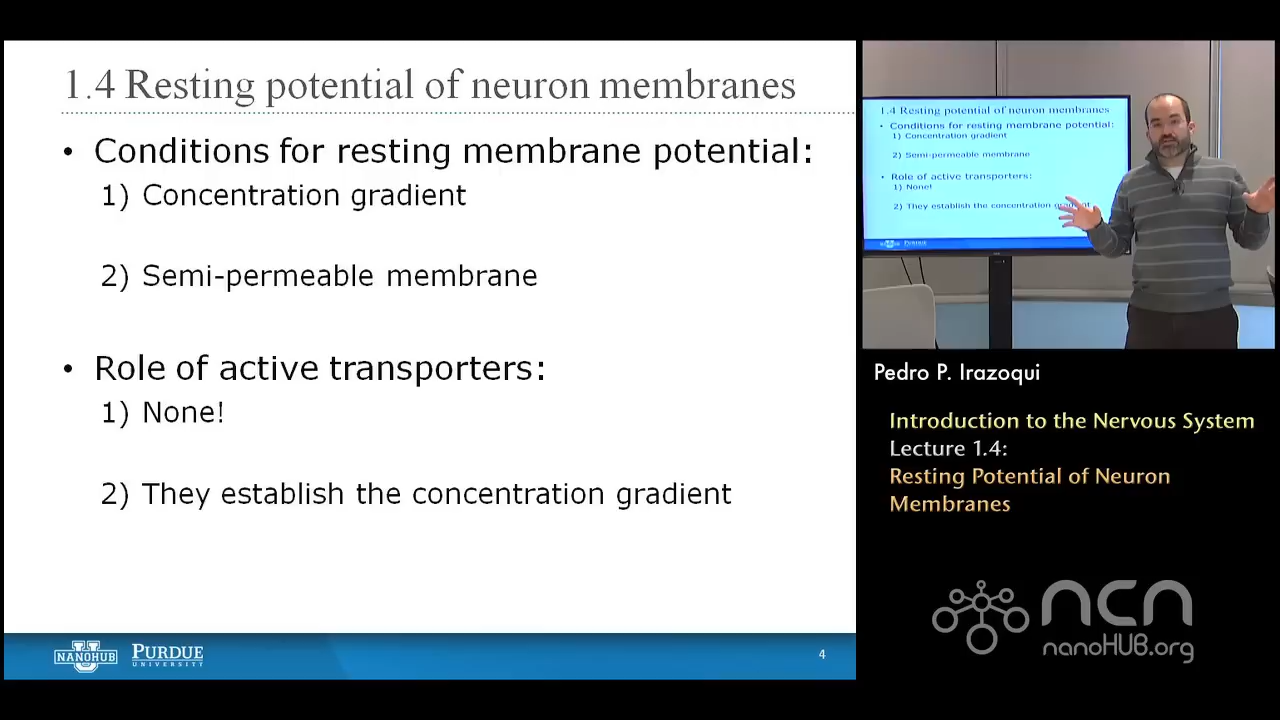 1.4 Resting potential of neuron membranes
• Conditions for resting membrane potential:
1) Concentration gradient
2) Semi-permeable membrane
• Role of active transporters:
1) None!
2) They establish the concentration gradient
NANOHUB
U
PURDUE
UNIVERSITY
4
1.4 Resting potential of neuron membranes
• Conditions for resting membrane potential:
1) Concentration gradient
2) Semi-permeable membrane
• Role of active transporters:
1) None!
2) They establish the concentration gradient
Pedro P. Irazoqui
Introduction to the Nervous System
Lecture 1.4:
Resting Potential of Neuron
Membranes
ncn
nanoHUB.org